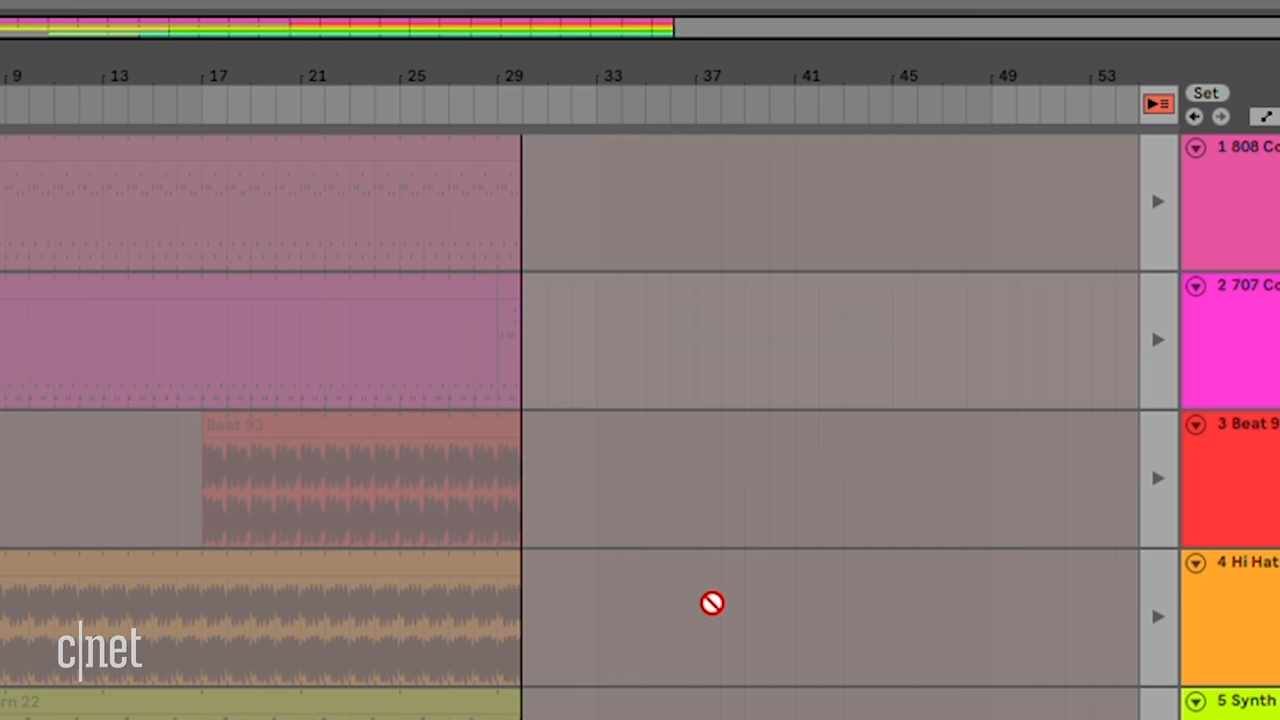 9 13 17 21 25 29 33 37 41 45 49 53
Set
1 808 Co
2 707 Co
Beat 93
3 Beat 9
4 Hi Hat
c|net
rn 22
5 Synth